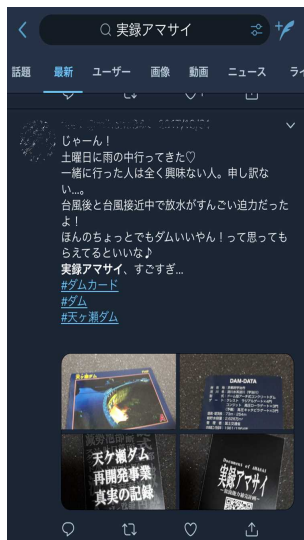 実録アマサイ
話題 最新 ユーザー 画像 動画 ニュース ライ
じゃーん！
土曜日に雨の中行ってきた♡
一緒に行った人は全く興味ない人。申し訳な
い…。
台風後と台風接近中で放水がすんごい迫力だった
よ！
ほんのちょっとでもダムいいやん！って思っても
らえてるといいな♪
実録アマサイ、すごすぎ…
#ダムカード
#ダム
#天ヶ瀬ダム
天ヶ瀬ダム
DAM-DATA
天ケ瀬ダム
再開発事業
真実の記録
実録
アマサイ